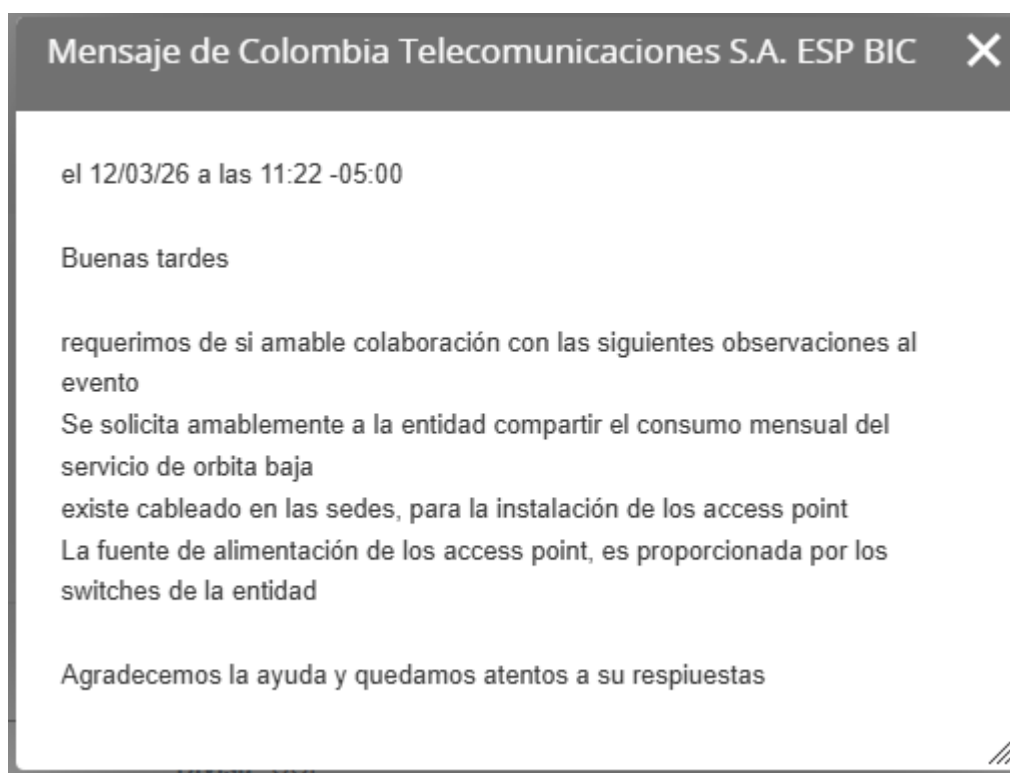 Mensaje de Colombia Telecomunicaciones S.A. ESP BIC
el 12/03/26 a las 11:22 -05:00
Buenas tardes
requerimos de si amable colaboración con las siguientes observaciones al
evento
Se solicita amablemente a la entidad compartir el consumo mensual del
servicio de orbita baja
existe cableado en las sedes, para la instalación de los access point
La fuente de alimentación de los access point, es proporcionada por los
switches de la entidad
Agradecemos la ayuda y quedamos atentos a su respiuestas